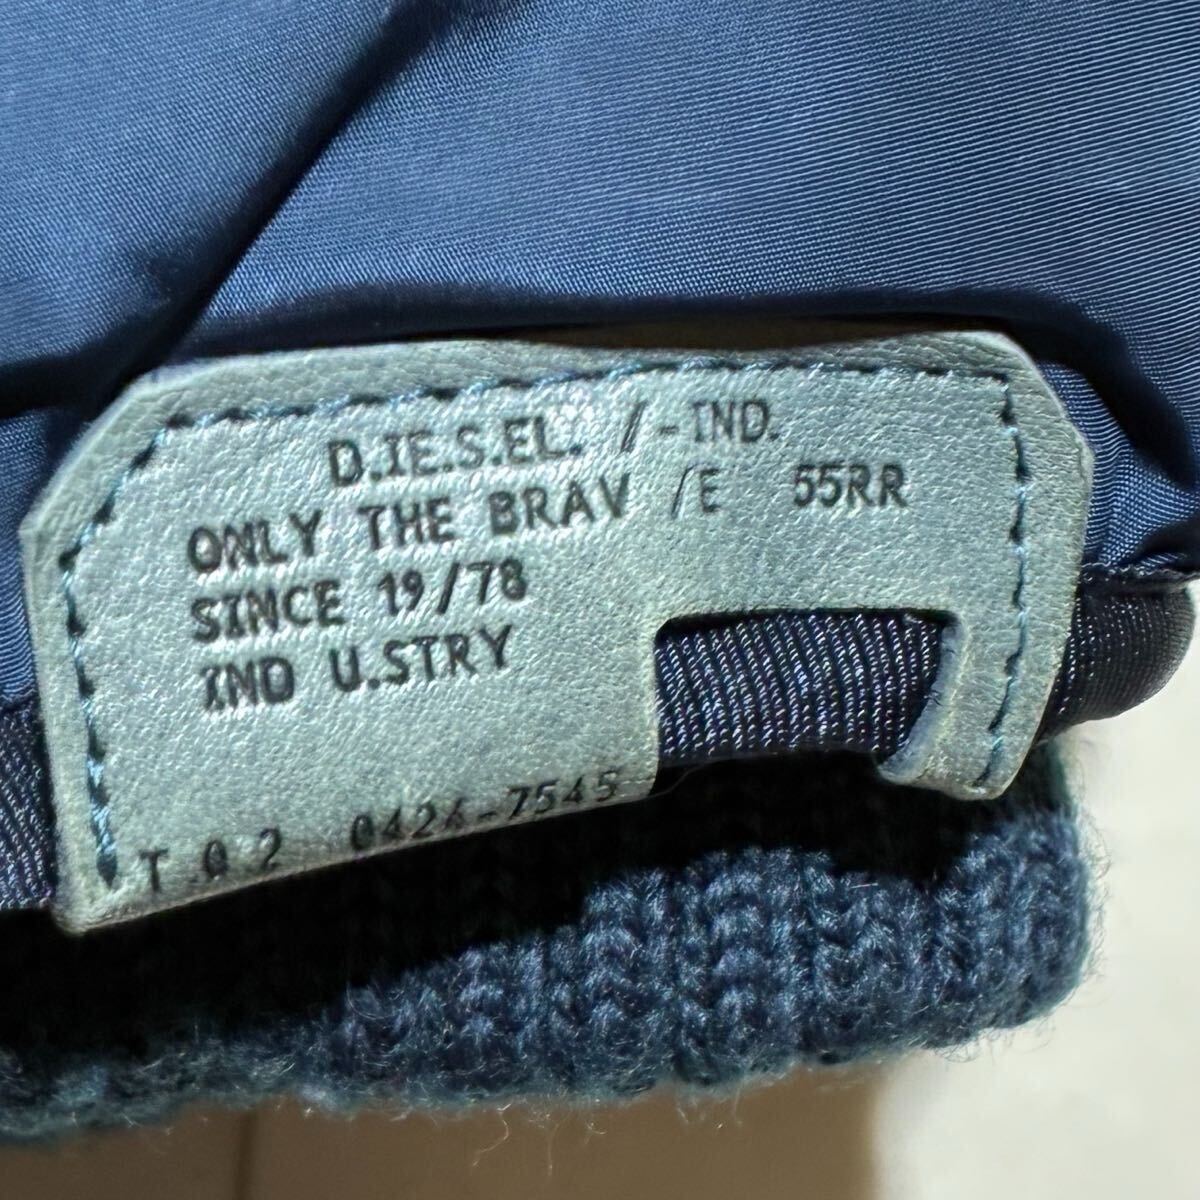 D.IE.S.EL. /-IND.
ONLY THE BRAV /E 55RR
SINCE 19/78
IND U.STRY
T.0 2 0424-7545